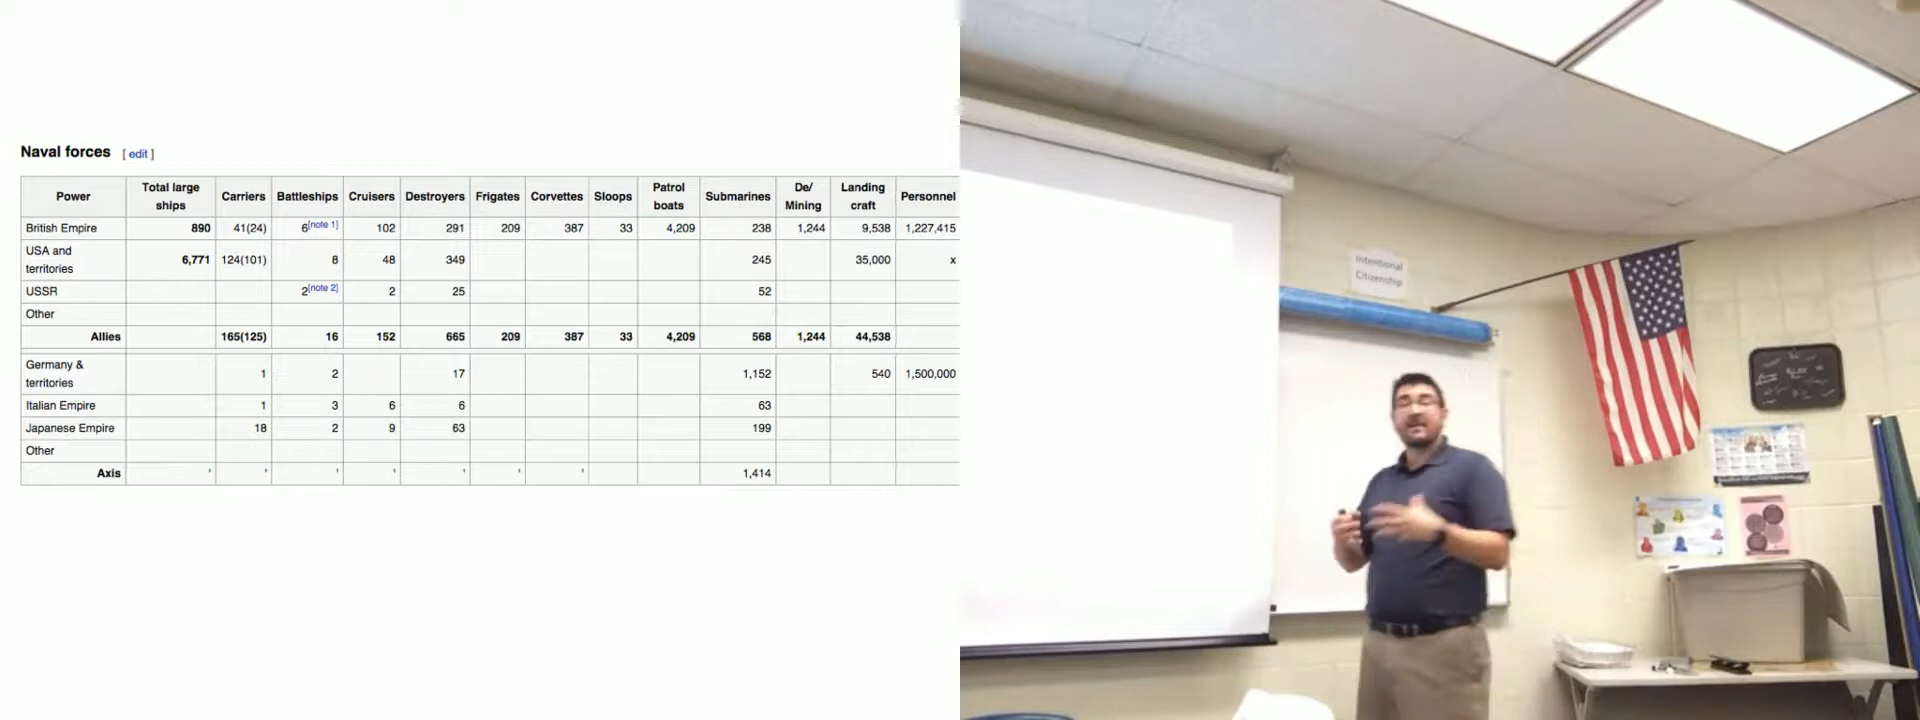 Naval forces [ edit ]
Power Total large ships Carriers Battleships Cruisers Destroyers Frigates Corvettes Sloops Patrol boats Submarines De/ Mining Landing craft Personnel
British Empire 890 41(24) 6[note 1] 102 291 209 387 33 4,209 238 1,244 9,538 1,227,415
USA and territories 6,771 124(101) 8 48 349 245 35,000 x
USSR 2[note 2] 2 25 52
Other
Allies 165(125) 16 152 665 209 387 33 4,209 568 1,244 44,538
Germany & territories 1 2 17 1,152 540 1,500,000
Italian Empire 1 3 6 6 63
Japanese Empire 18 2 9 63 199
Other
Axis ' ' ' ' ' ' ' 1,414
Intentional
Citizenship